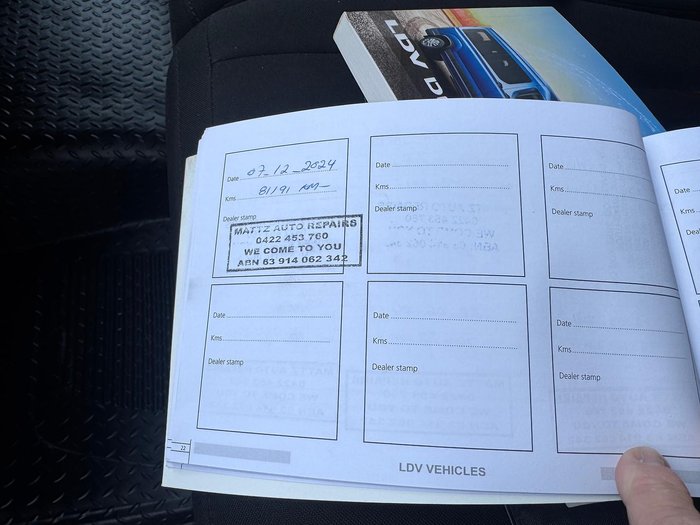 LDV D
Date 07-12-2024
Kms 81191 KM-
Dealer stamp
MATTZ AUTO REPAIRS
0422 453 760
WE COME TO YOU
ABN 63 914 062 342
Date
Kms
Dealer stamp
Date
Kms
Dealer stamp
Date
Kms
Dealer stamp
Date
Kms
Dealer stamp
Date
Kms
Dealer stamp
22
LDV VEHICLES